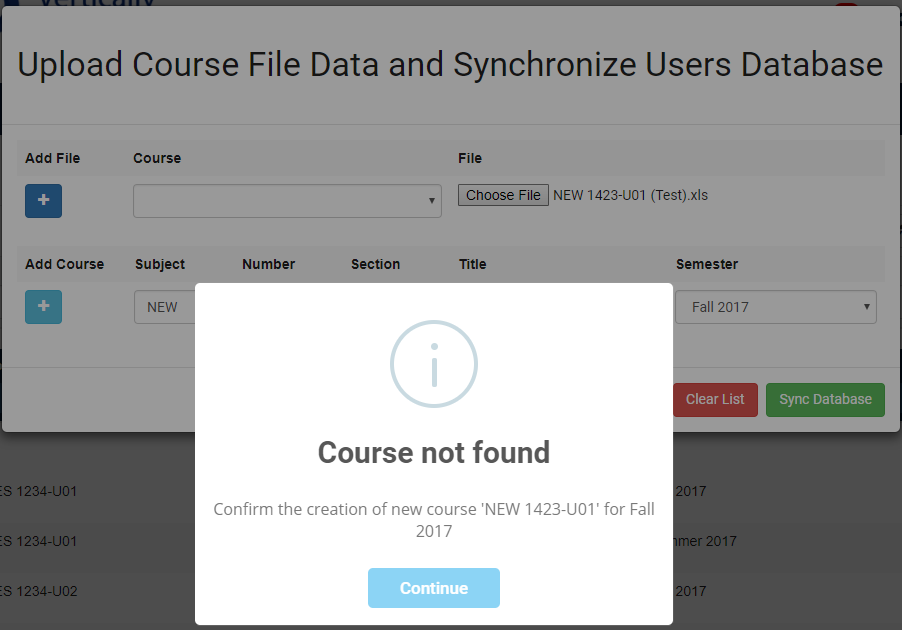 Vertically
Upload Course File Data and Synchronize Users Database
Add File Course File
Choose File NEW 1423-U01 (Test).xls
Add Course Subject Number Section Title Semester
NEW Fall 2017
Clear List Sync Database
Course not found
Confirm the creation of new course 'NEW 1423-U01' for Fall
2017
Continue
ES 1234-U01 2017
ES 1234-U01 mmer 2017
ES 1234-U02 2017